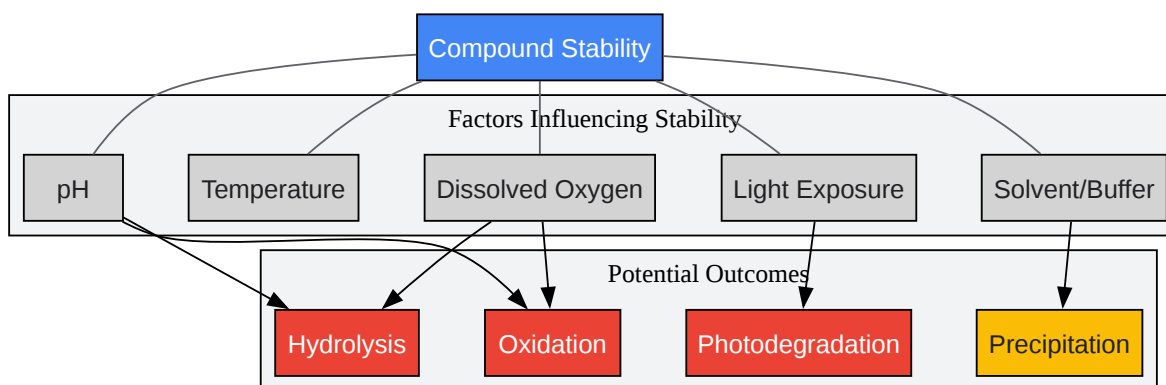 Compound Stability
Factors Influencing Stability
pH
Temperature
Dissolved Oxygen
Light Exposure
Solvent/Buffer
Potential Outcomes
Hydrolysis
Oxidation
Photodegradation
Precipitation